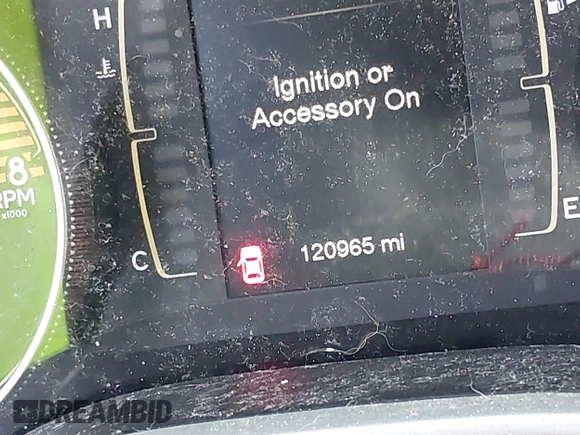 H
Ignition or
Accessory On
8
RPM
x1000
C
120965 mi
E
DREAMBID